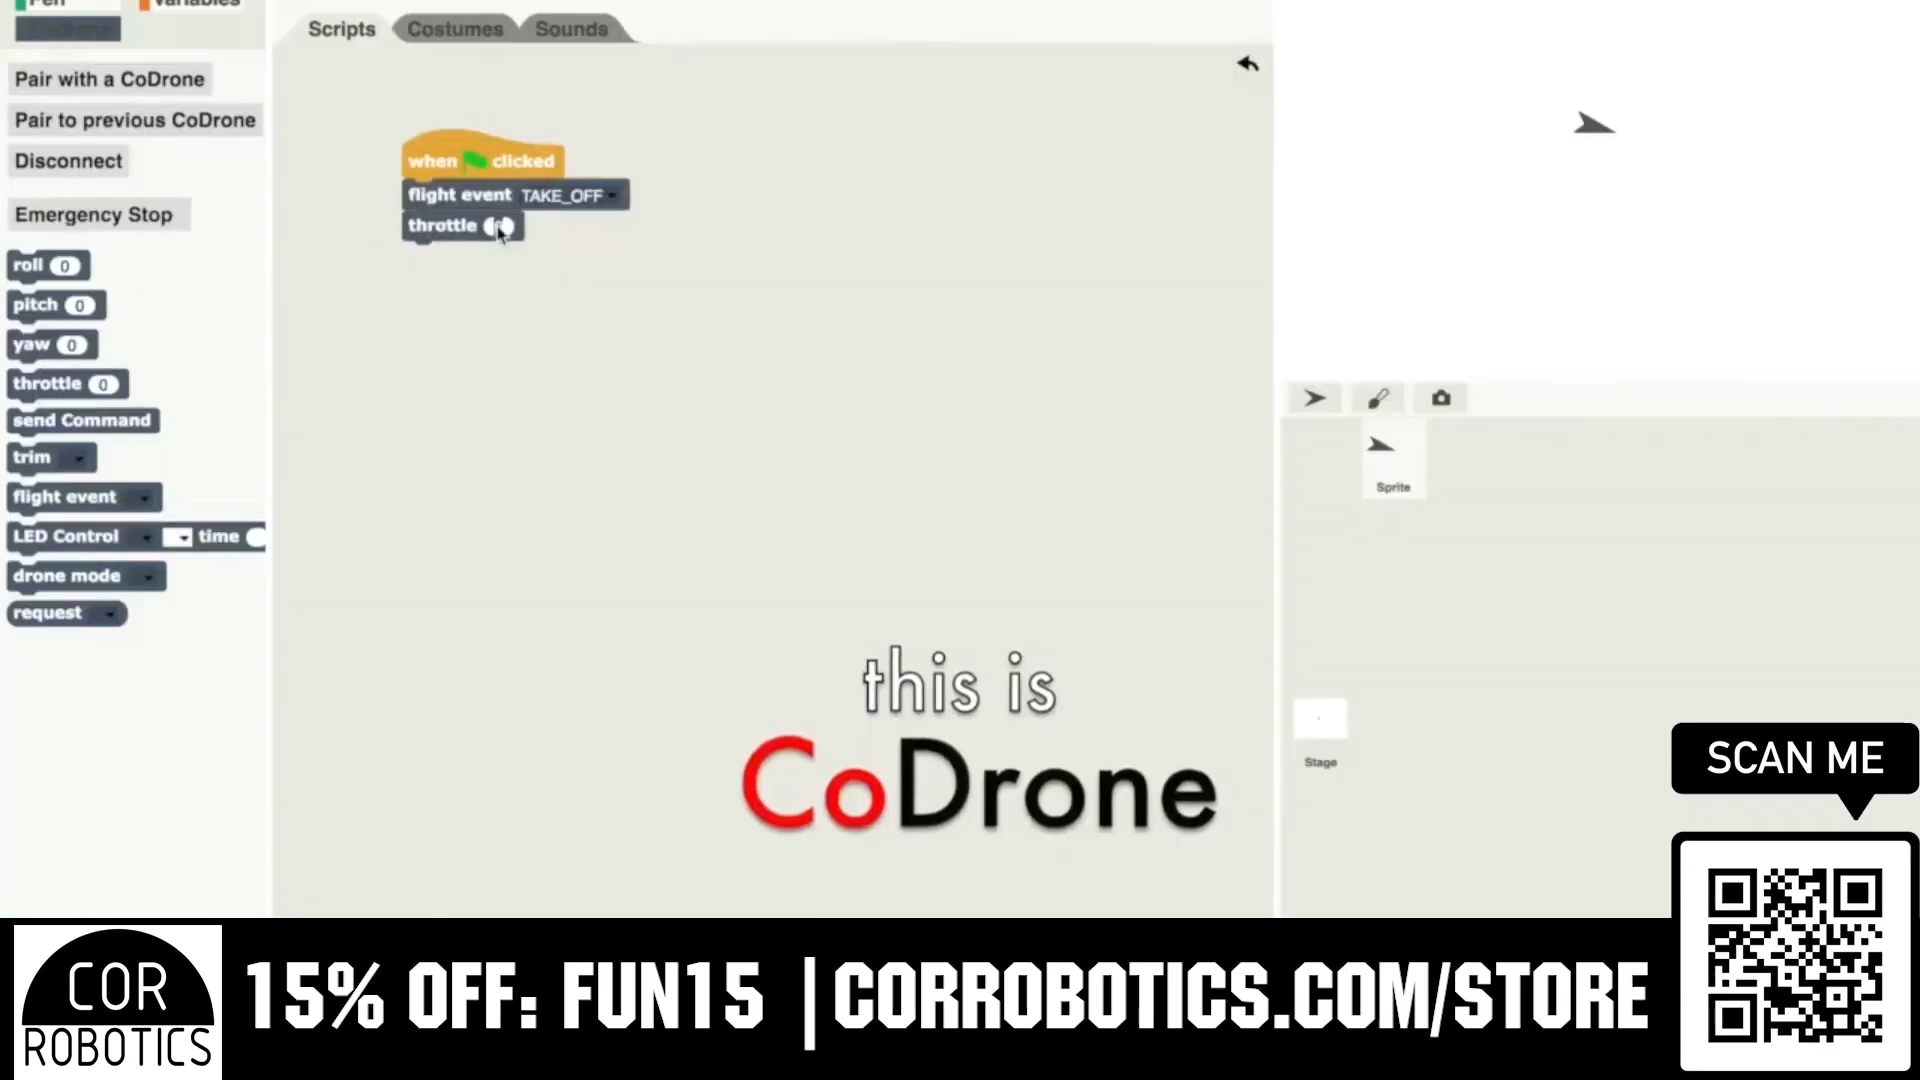 Pen
Variables
Pair with a CoDrone
Pair to previous CoDrone
Disconnect
Emergency Stop
roll 0
pitch 0
yaw 0
throttle 0
send Command
trim
flight event
LED Control time
drone mode
request
Scripts Costumes Sounds
when clicked
flight event TAKE_OFF
throttle
Sprite
Stage
this is
CoDrone
SCAN ME
COR
ROBOTICS
15% OFF: FUN15 | CORROBOTICS.COM/STORE